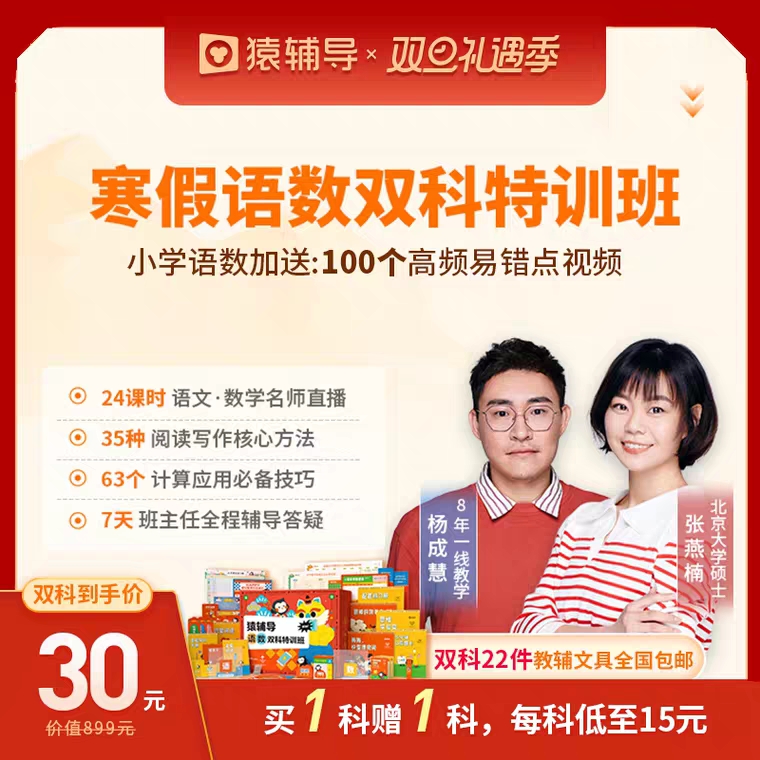 猿辅导 × 双旦礼遇季
寒假语数双科特训班
小学语数加送:100个高频易错点视频
24课时 语文·数学名师直播
35种 阅读写作核心方法
63个 计算应用必备技巧
7天 班主任全程辅导答疑
8年一线教学
杨成慧
北京大学硕士
张燕楠
猿辅导
语数双科特训班
双科22件教辅文具全国包邮
双科到手价
30元
价值899元
买1科赠1科，每科低至15元